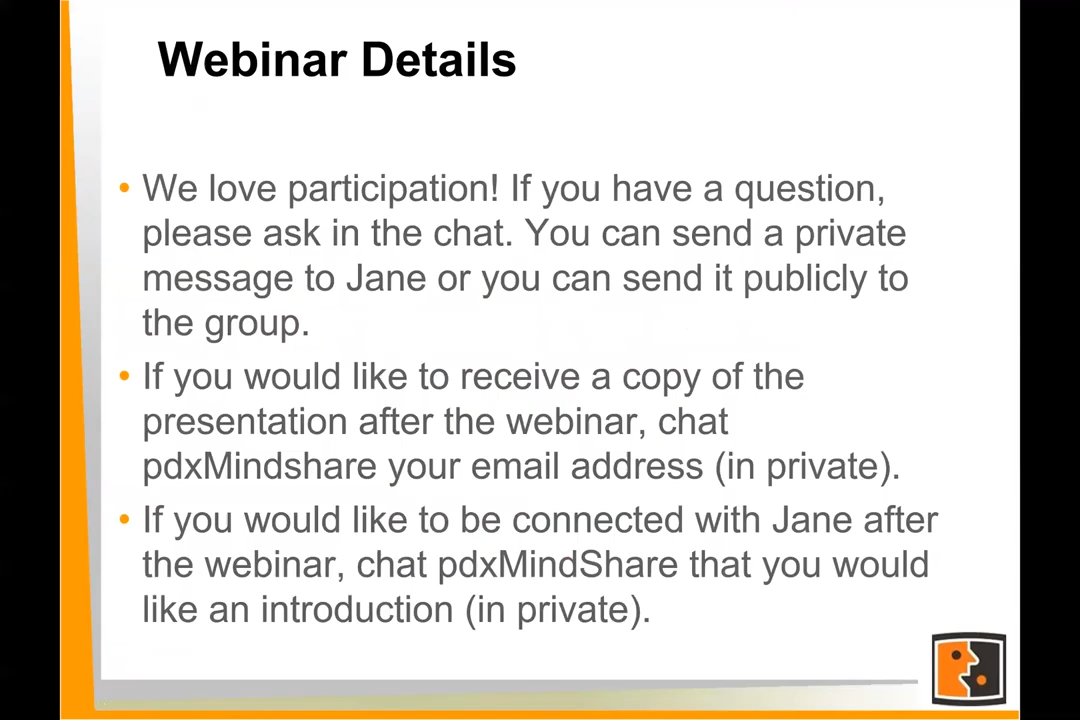 Webinar Details
• We love participation! If you have a question,
please ask in the chat. You can send a private
message to Jane or you can send it publicly to
the group.
• If you would like to receive a copy of the
presentation after the webinar, chat
pdxMindshare your email address (in private).
• If you would like to be connected with Jane after
the webinar, chat pdxMindShare that you would
like an introduction (in private).